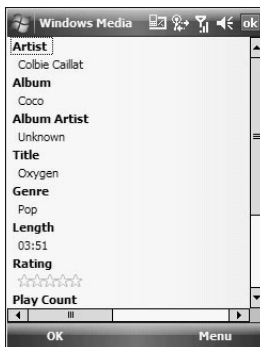 Windows Media ok
Artist
Colbie Caillat
Album
Coco
Album Artist
Unknown
Title
Oxygen
Genre
Pop
Length
03:51
Rating
Play Count
OK Menu